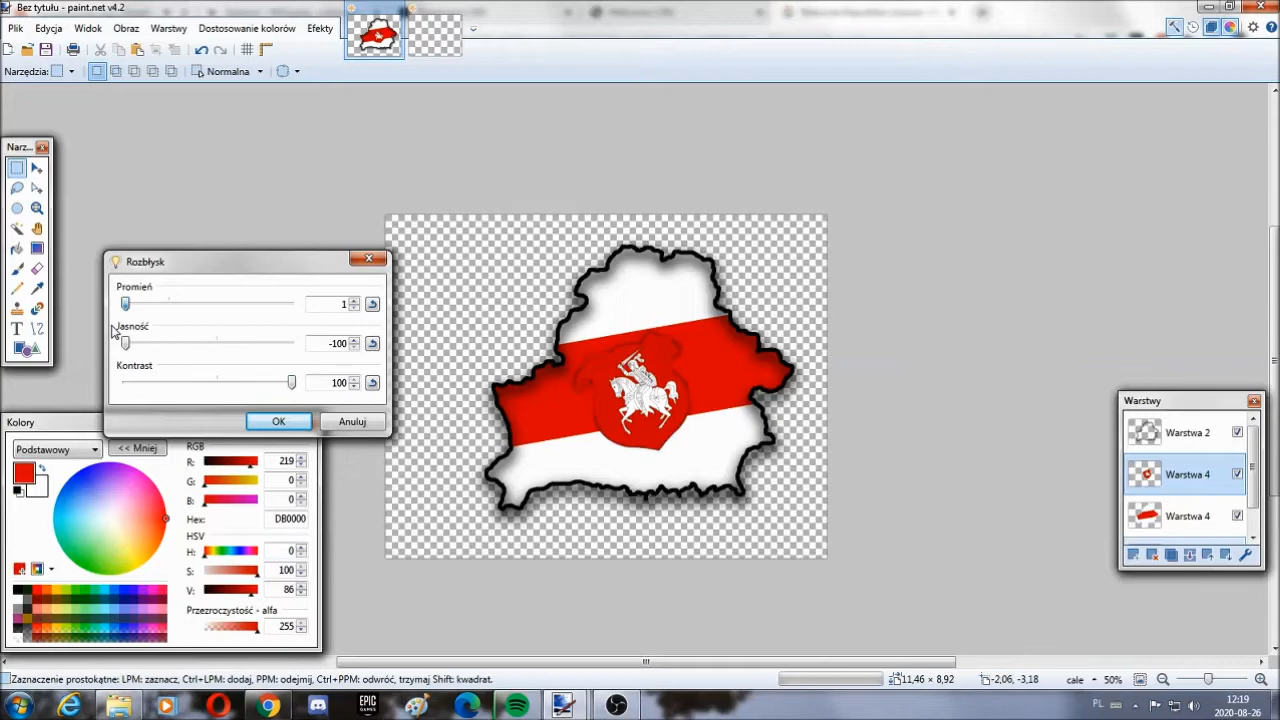 Bez tytułu - paint.net v4.2
Plik Edycja Widok Obraz Warstwy Dostosowanie kolorów Efekty
Narzędzia: Normalna
Narz...
Rozbłysk
Promień
1
Jasność
-100
Kontrast
100
OK Anuluj
Kolory
Podstawowy << Mniej
RGB
R: 219
G: 0
B: 0
Hex: DB0000
HSV
H: 0
S: 100
V: 86
Przezroczystość - alfa
255
Warstwy
Warstwa 2
Warstwa 4
Warstwa 4
Zaznaczenie prostokątne: LPM: zaznacz, Ctrl+LPM: dodaj, PPM: odejmij, Ctrl+PPM: odwróć, trzymaj Shift: kwadrat. 11,46 × 8,92 -2,06, -3,18 cale 50%
EPIC GAMES
PL 12:19
2020-08-26